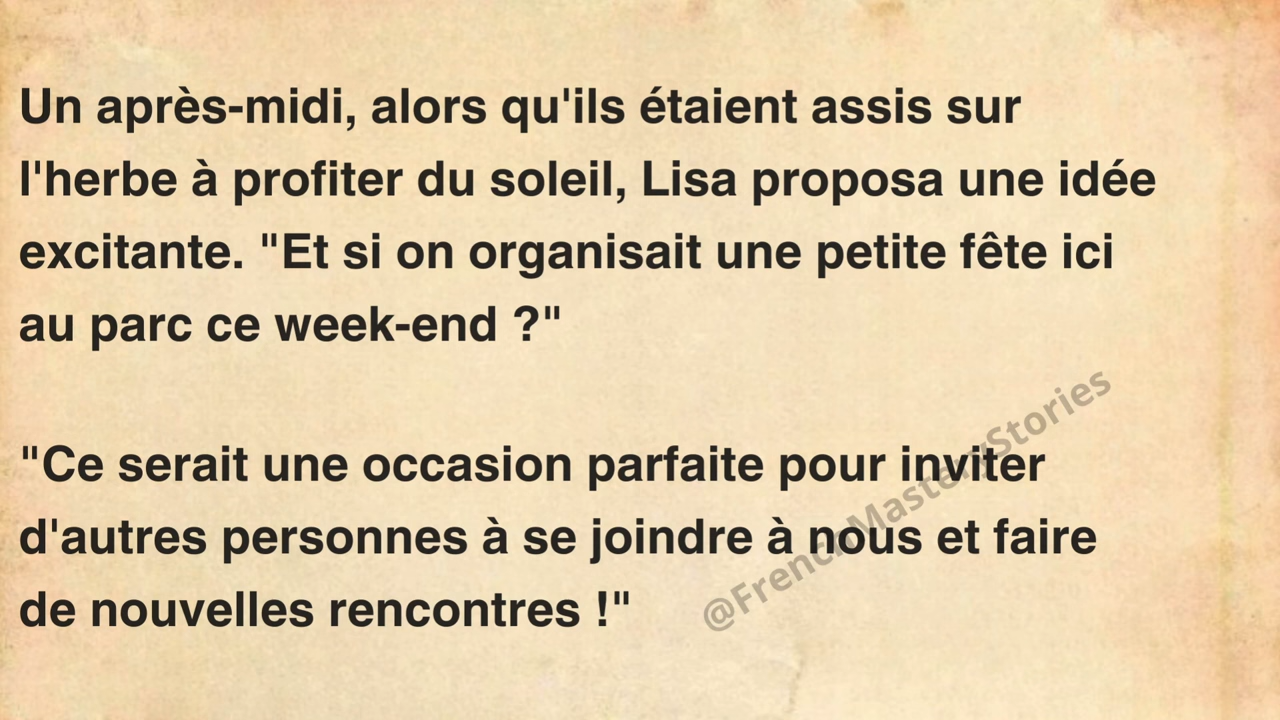 Un après-midi, alors qu'ils étaient assis sur
l'herbe à profiter du soleil, Lisa proposa une idée
excitante. "Et si on organisait une petite fête ici
au parc ce week-end ?"
"Ce serait une occasion parfaite pour inviter
d'autres personnes à se joindre à nous et faire
de nouvelles rencontres !"
@FrenchMasteryStories